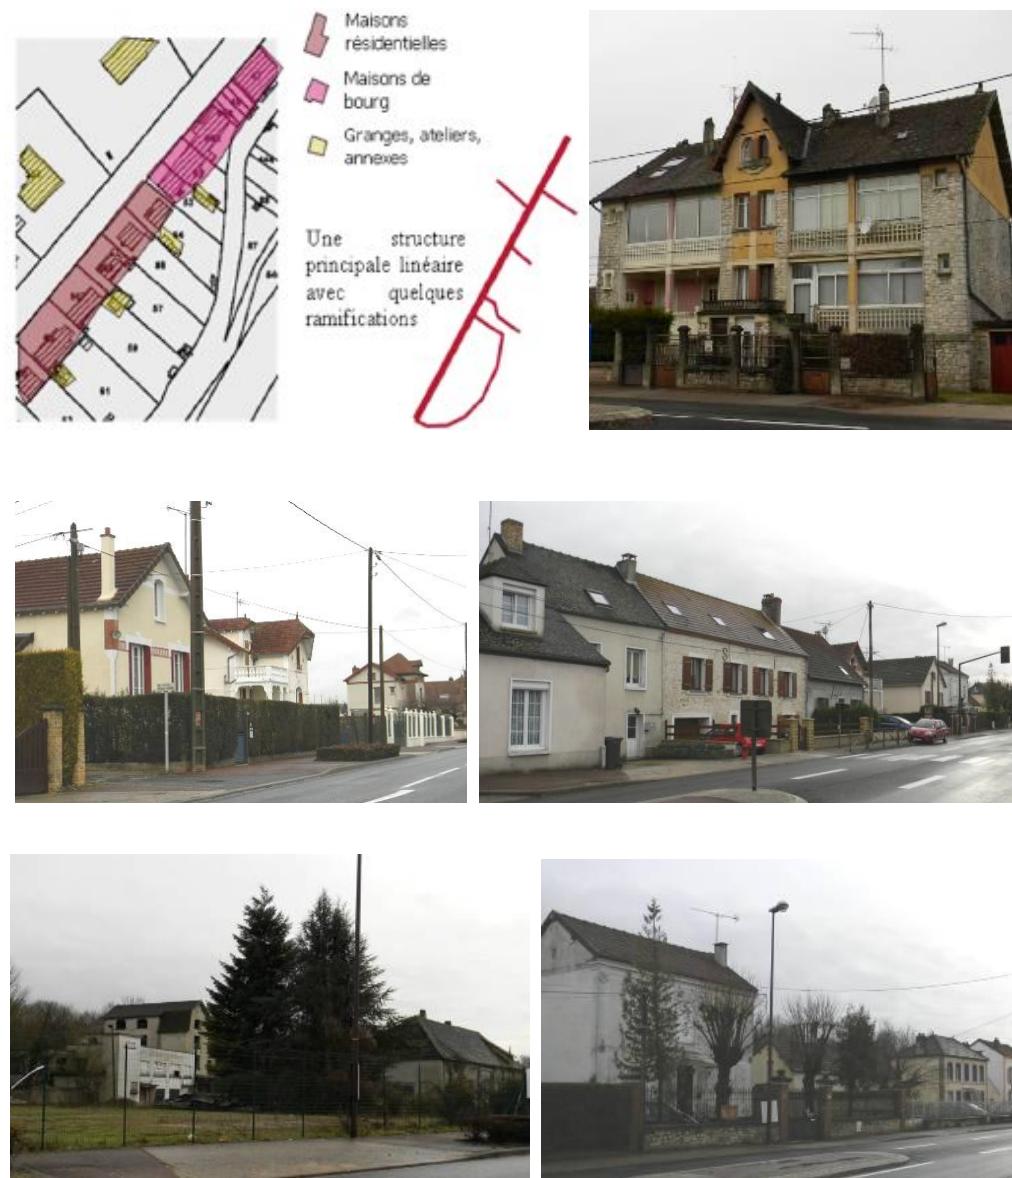 Maisons
résidentielles
Maisons de
bourg
Granges, ateliers,
annexes
Une structure
principale linéaire
avec quelques
ramifications